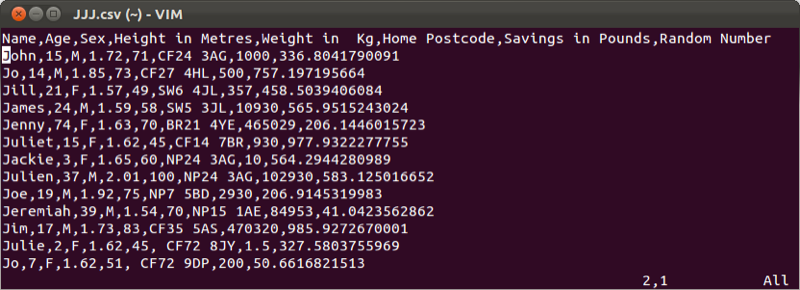 JJJ.csv (~) - VIM
Name,Age,Sex,Height in Metres,Weight in  Kg,Home Postcode,Savings in Pounds,Random Number
John,15,M,1.72,71,CF24 3AG,1000,336.8041790091
Jo,14,M,1.85,73,CF27 4HL,500,757.197195664
Jill,21,F,1.57,49,SW6 4JL,357,458.5039406084
James,24,M,1.59,58,SW5 3JL,10930,565.9515243024
Jenny,74,F,1.63,70,BR21 4YE,465029,206.1446015723
Juliet,15,F,1.62,45,CF14 7BR,930,977.9322277755
Jackie,3,F,1.65,60,NP24 3AG,10,564.2944280989
Julien,37,M,2.01,100,NP24 3AG,102930,583.125016652
Joe,19,M,1.92,75,NP7 5BD,2930,206.9145319983
Jeremiah,39,M,1.54,70,NP15 1AE,84953,41.0423562862
Jim,17,M,1.73,83,CF35 5AS,470320,985.9272670001
Julie,2,F,1.62,45, CF72 8JY,1.5,327.5803755969
Jo,7,F,1.62,51, CF72 9DP,200,50.6616821513
2,1 All